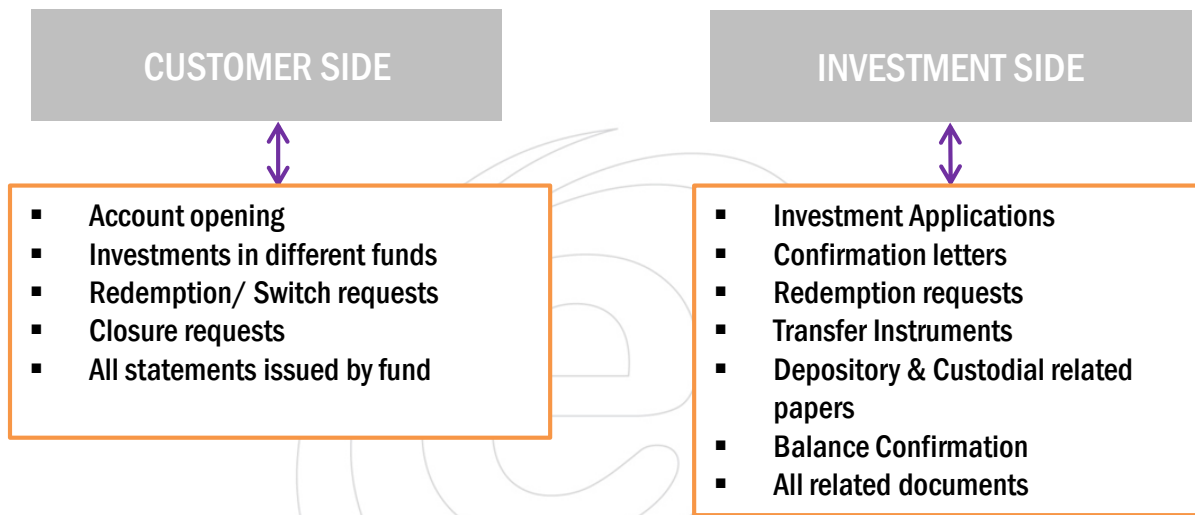 CUSTOMER SIDE
▪ Account opening
▪ Investments in different funds
▪ Redemption/ Switch requests
▪ Closure requests
▪ All statements issued by fund
INVESTMENT SIDE
▪ Investment Applications
▪ Confirmation letters
▪ Redemption requests
▪ Transfer Instruments
▪ Depository & Custodial related
papers
▪ Balance Confirmation
▪ All related documents